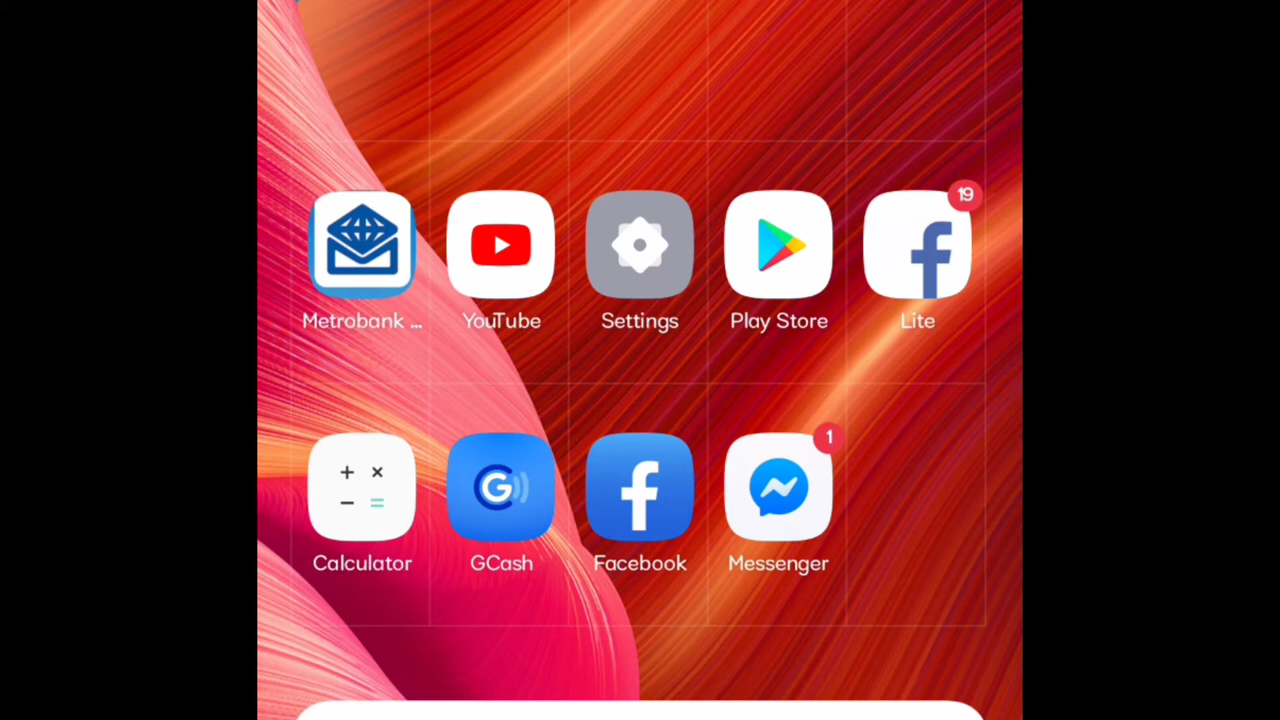 19
Metrobank ...
YouTube
Settings
Play Store
Lite
1
Calculator
GCash
Facebook
Messenger